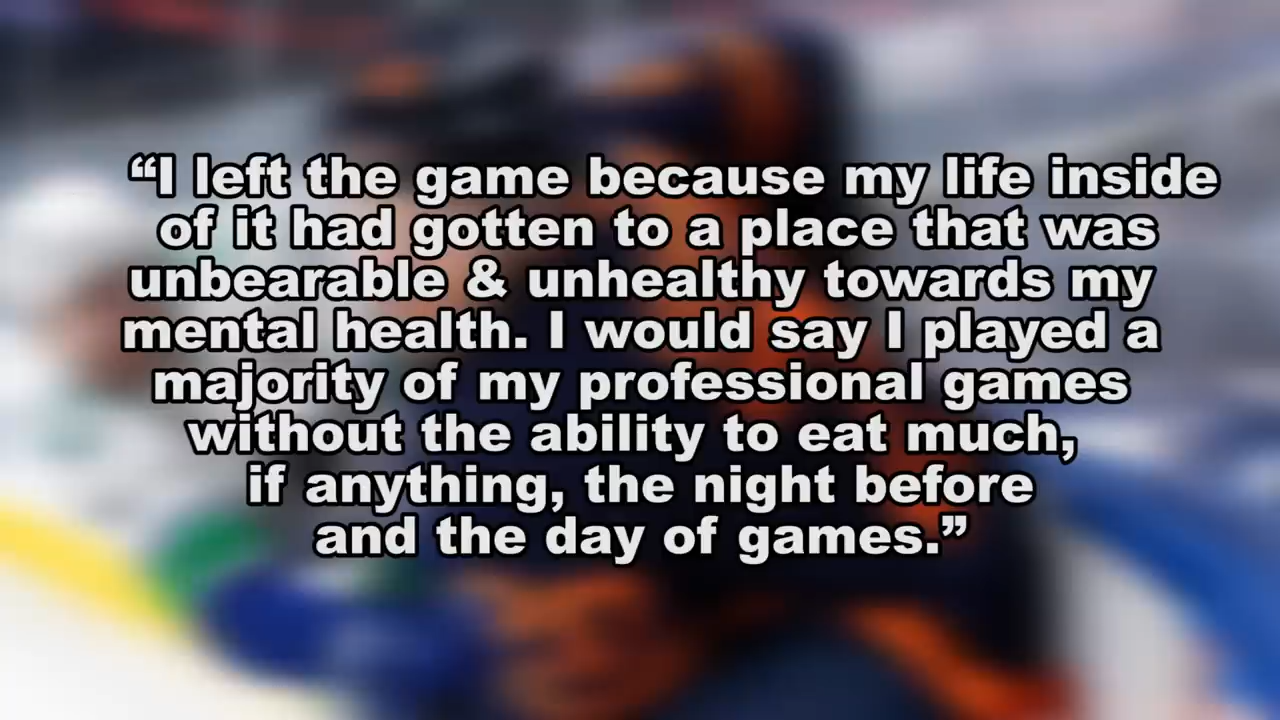 “I left the game because my life inside
of it had gotten to a place that was
unbearable & unhealthy towards my
mental health. I would say I played a
majority of my professional games
without the ability to eat much,
if anything, the night before
and the day of games.”